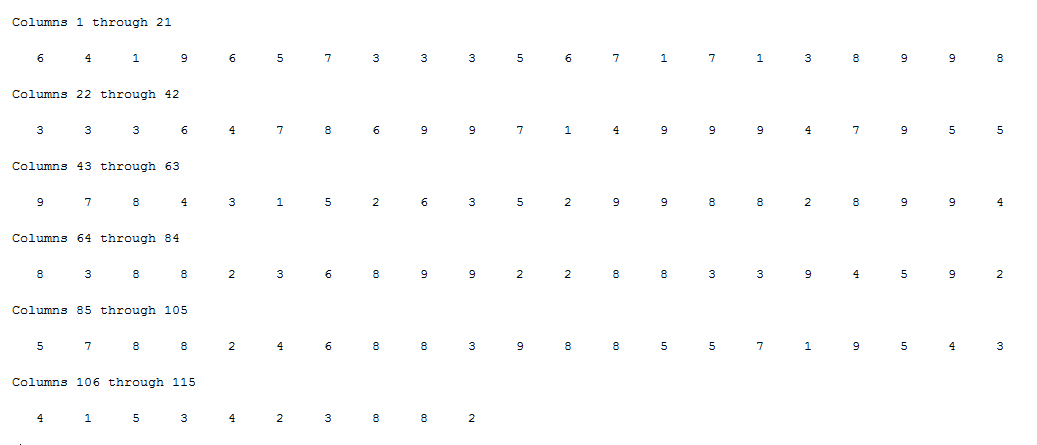 Columns 1 through 21
6 4 1 9 6 5 7 3 3 3 5 6 7 1 7 1 3 8 9 9 8
Columns 22 through 42
3 3 3 6 4 7 8 6 9 9 7 1 4 9 9 9 4 7 9 5 5
Columns 43 through 63
9 7 8 4 3 1 5 2 6 3 5 2 9 9 8 8 2 8 9 9 4
Columns 64 through 84
8 3 8 8 2 3 6 8 9 9 2 2 8 8 3 3 9 4 5 9 2
Columns 85 through 105
5 7 8 8 2 4 6 8 8 3 9 8 8 5 5 7 1 9 5 4 3
Columns 106 through 115
4 1 5 3 4 2 3 8 8 2